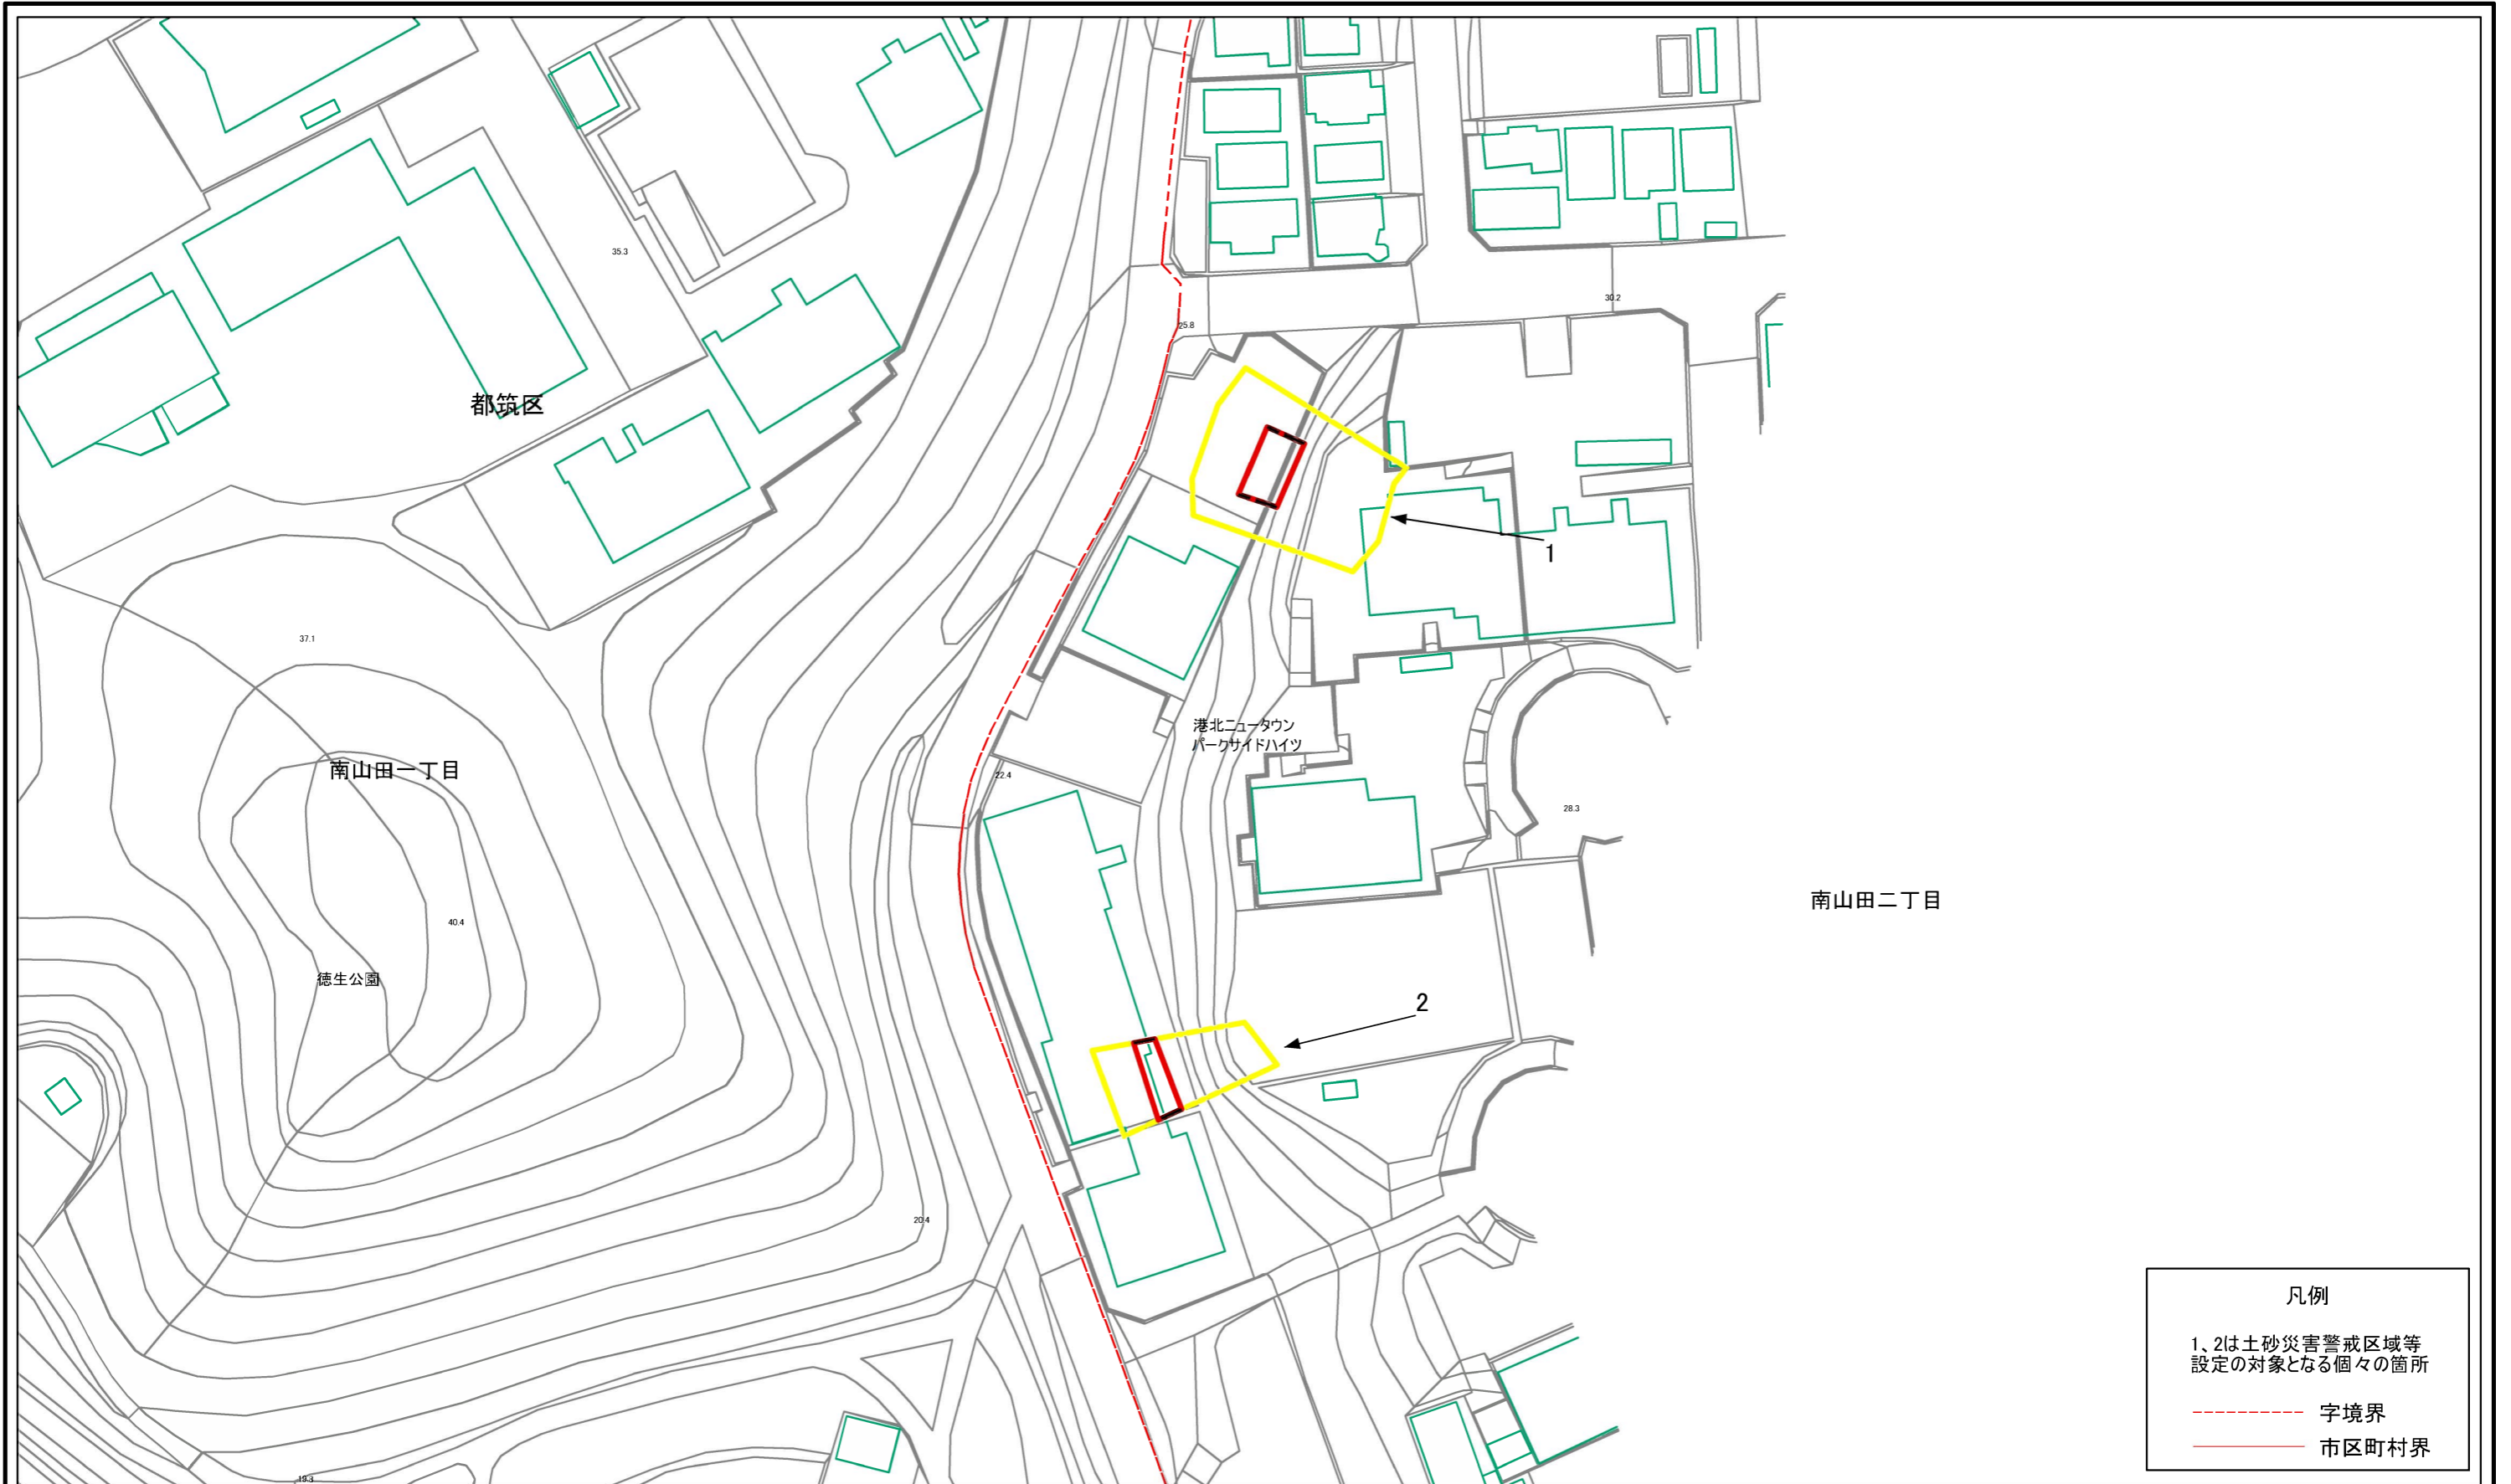 35.3
30.2
25.8
都筑区
1
37.1
港北ニュータウン
パークサイドハイツ
南山田一丁目
22.4
28.3
南山田二丁目
40.4
徳生公園
2
20.4
凡例
1、2は土砂災害警戒区域等
設定の対象となる個々の箇所
字境界
市区町村界
19.3